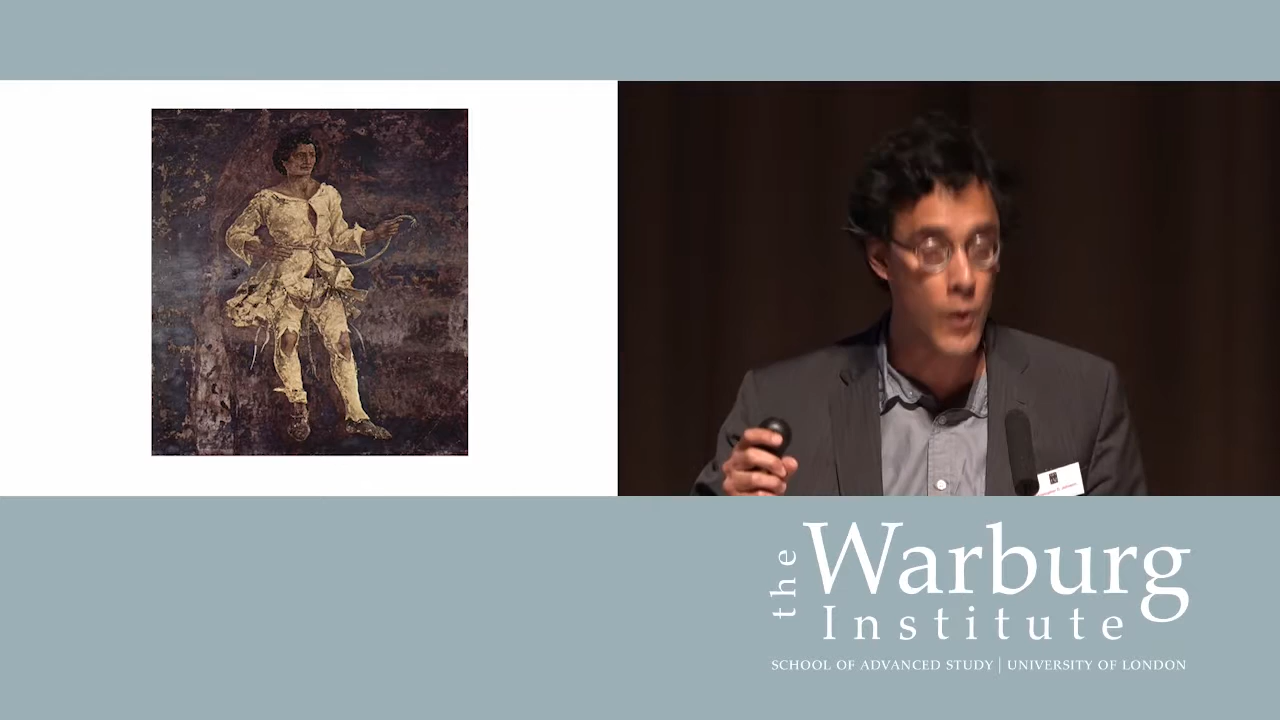 the Warburg
Institute
SCHOOL OF ADVANCED STUDY | UNIVERSITY OF LONDON